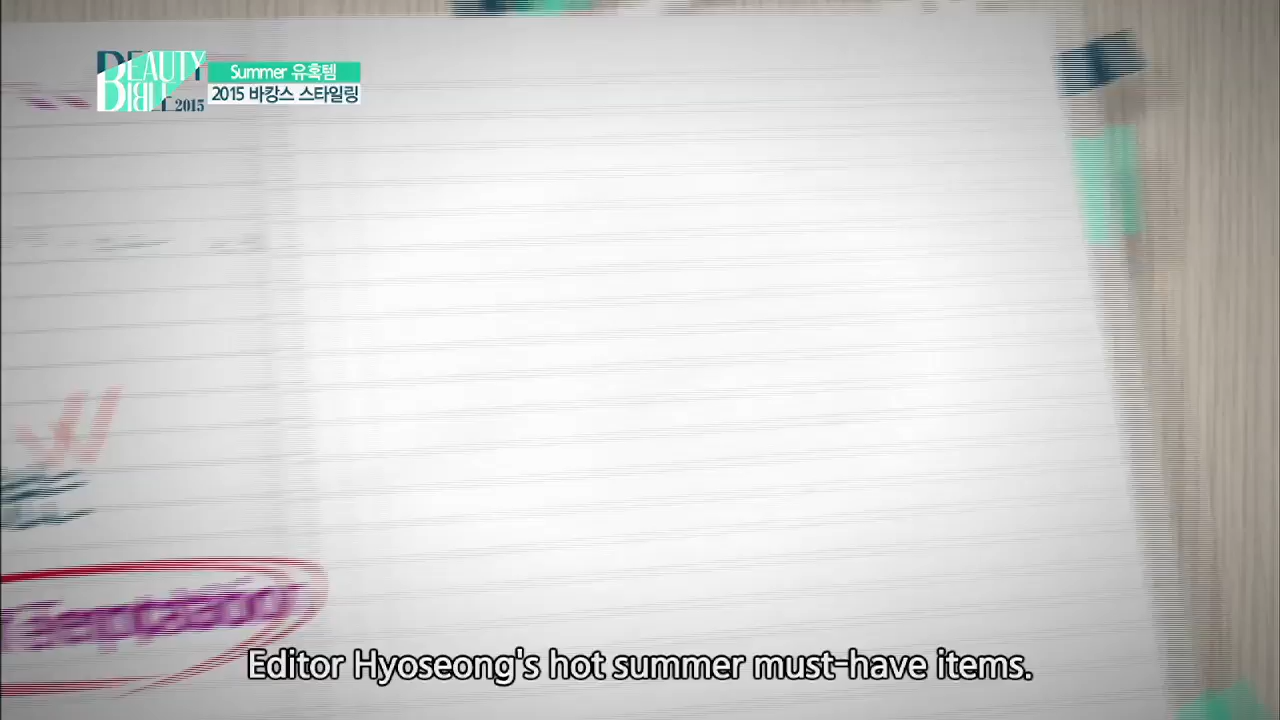 BEAUTY
BIBLE 2015
Summer 유혹템
2015 바캉스 스타일링
Editor Hyoseong's hot summer must-have items.